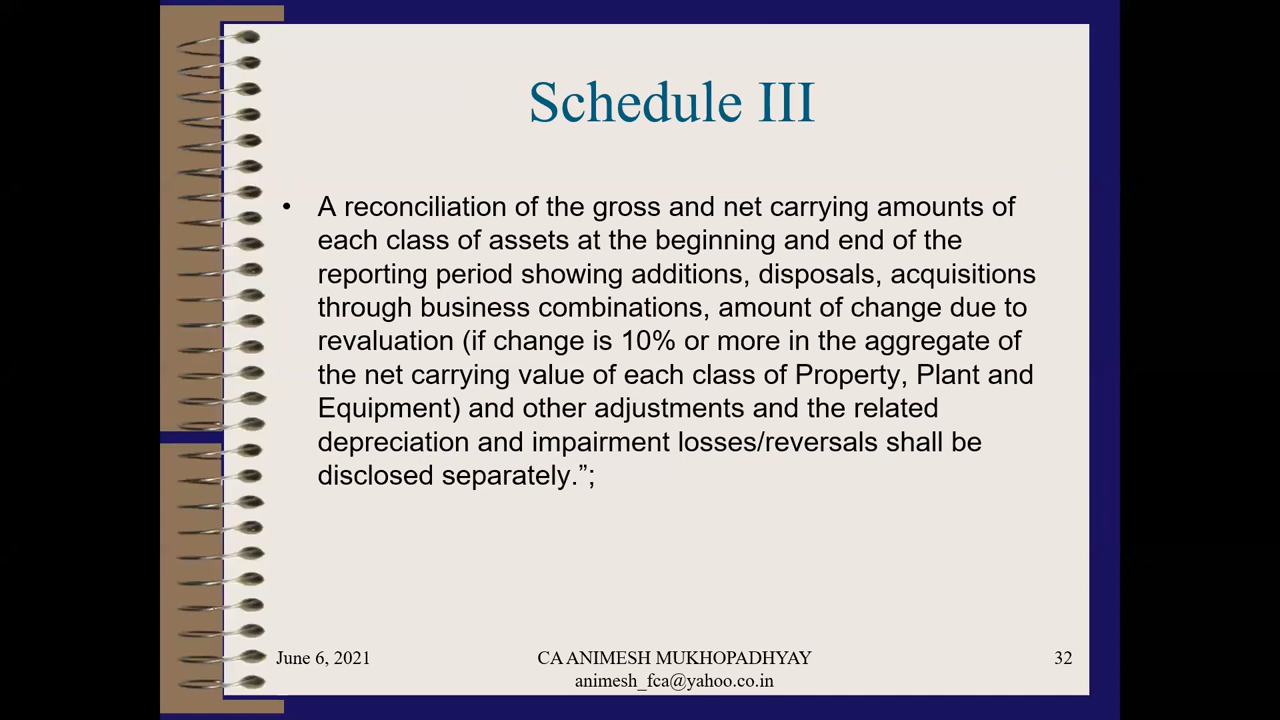 Schedule III
• A reconciliation of the gross and net carrying amounts of
each class of assets at the beginning and end of the
reporting period showing additions, disposals, acquisitions
through business combinations, amount of change due to
revaluation (if change is 10% or more in the aggregate of
the net carrying value of each class of Property, Plant and
Equipment) and other adjustments and the related
depreciation and impairment losses/reversals shall be
disclosed separately.”;
June 6, 2021
CA ANIMESH MUKHOPADHYAY
animesh_fca@yahoo.co.in
32